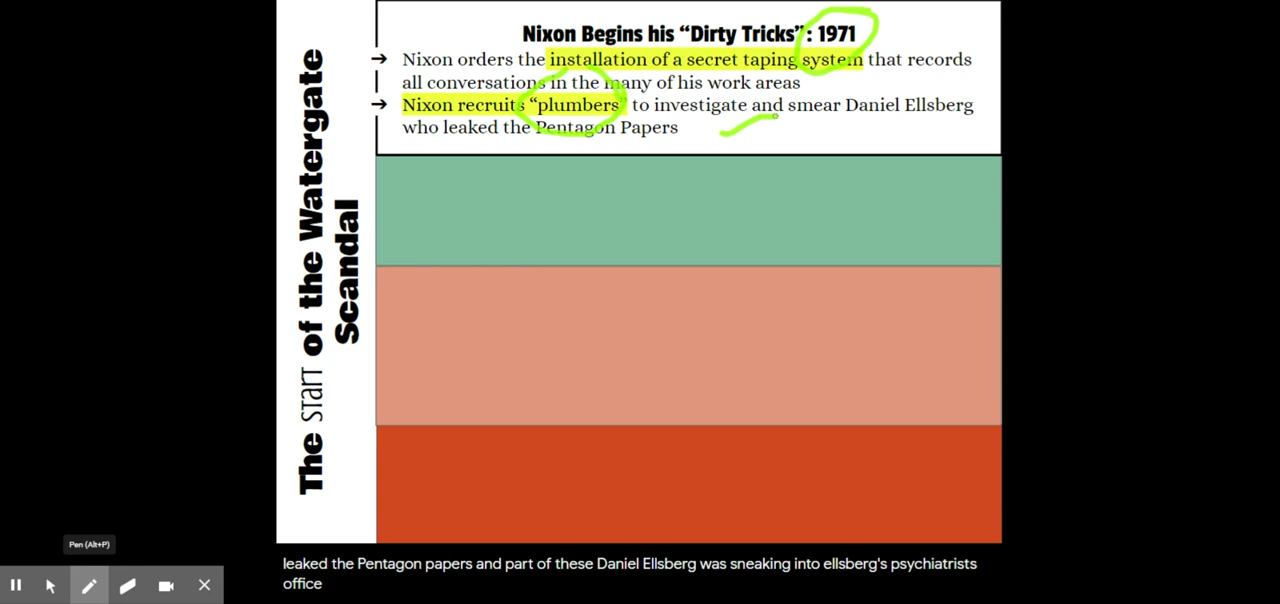 The START of the Watergate
Scandal
Nixon Begins his “Dirty Tricks”: 1971
➔ Nixon orders the installation of a secret taping system that records
all conversations in the many of his work areas
➔ Nixon recruits “plumbers” to investigate and smear Daniel Ellsberg
who leaked the Pentagon Papers
Pen (Alt+P)
leaked the Pentagon papers and part of these Daniel Ellsberg was sneaking into ellsberg's psychiatrists
office